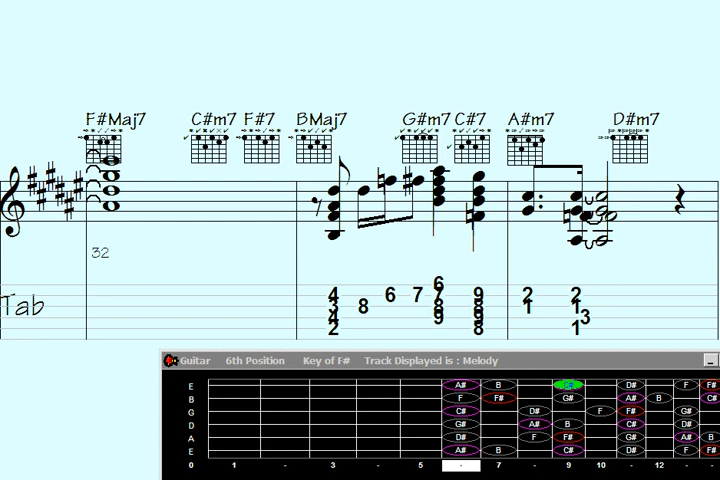 F#Maj7 C#m7 F#7 BMaj7 G#m7 C#7 A#m7 D#m7
32
Tab
6
4 6 7 7 9 2 2
3 8 8 8 1 1
4 9 9 3
2 8 1
Guitar 6th Position Key of F# Track Displayed is : Melody
E A# B D# F F#
B F F# A# B C#
G C# D# F F# G#
D G# A# B C# D#
A D# F F# G# A# B
E A# B C# D# F F#
0 1 - 3 - 5 - 7 - 9 10 - 12 - -